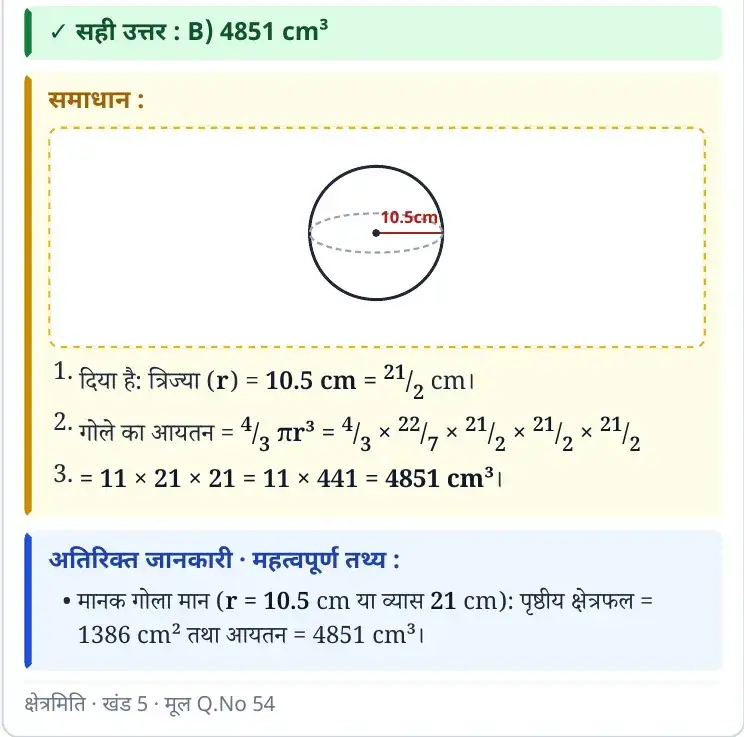 ✓ सही उत्तर : B) 4851 cm³
समाधान :
10.5cm
1. दिया है: त्रिज्या (r) = 10.5 cm = 21/2 cm।
2. गोले का आयतन = 4/3 πr³ = 4/3 × 22/7 × 21/2 × 21/2 × 21/2
3. = 11 × 21 × 21 = 11 × 441 = 4851 cm³।
अतिरिक्त जानकारी · महत्वपूर्ण तथ्य :
• मानक गोला मान (r = 10.5 cm या व्यास 21 cm): पृष्ठीय क्षेत्रफल =
1386 cm² तथा आयतन = 4851 cm³।
क्षेत्रमिति · खंड 5 · मूल Q.No 54